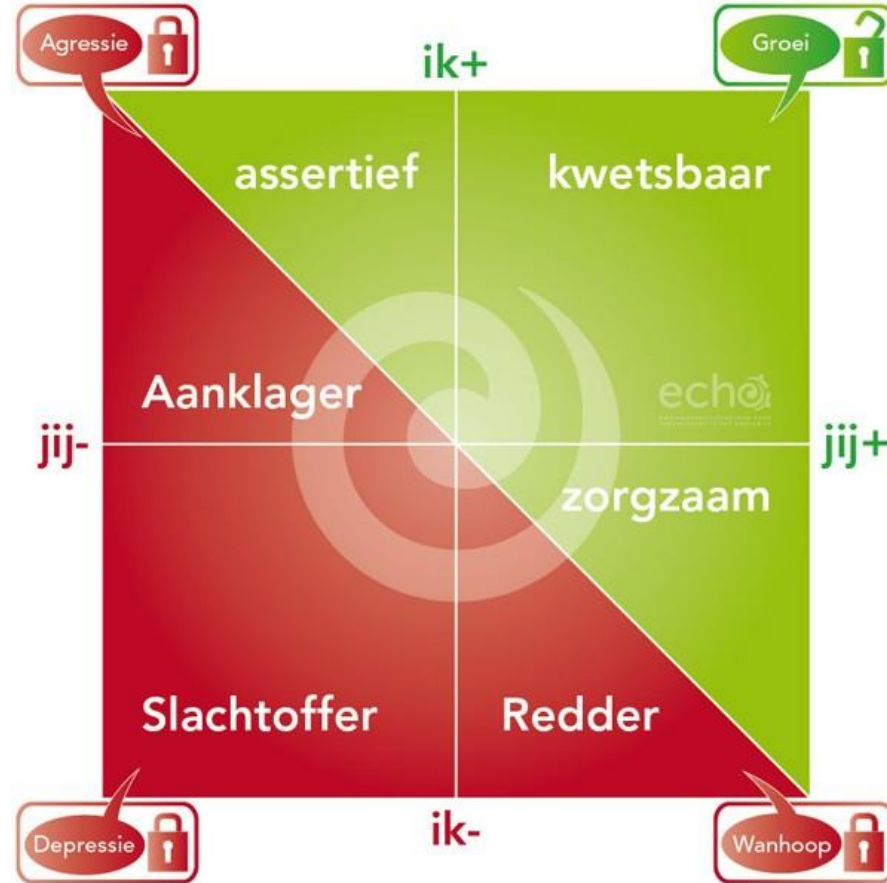 Agressie
ik+
Groei
assertief
kwetsbaar
Aanklager
echo
jij-
jij+
zorgzaam
Slachtoffer
Redder
Depressie
ik-
Wanhoop